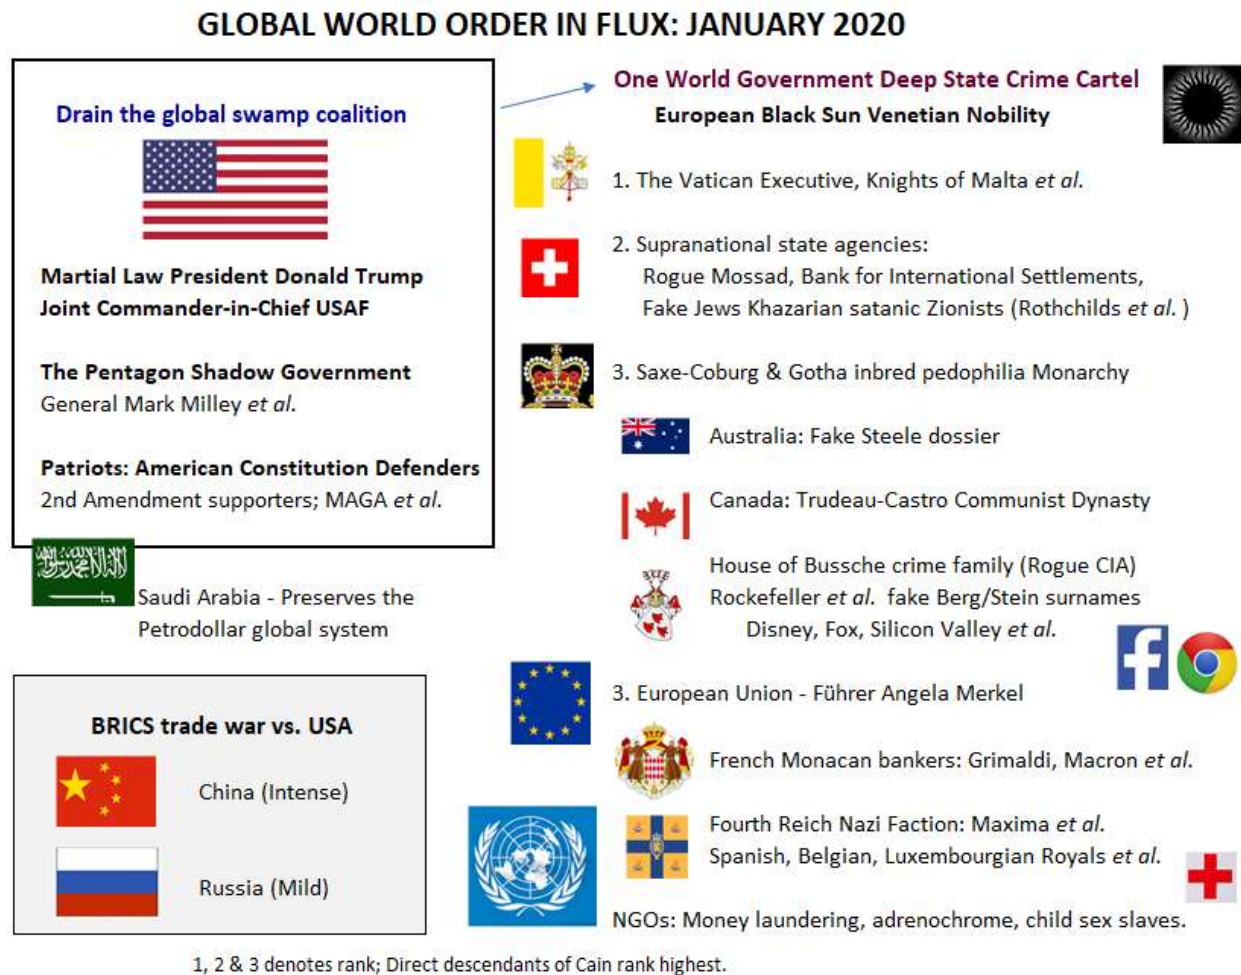 GLOBAL WORLD ORDER IN FLUX: JANUARY 2020
Drain the global swamp coalition
Martial Law President Donald Trump
Joint Commander-in-Chief USAF
The Pentagon Shadow Government
General Mark Milley et al.
Patriots: American Constitution Defenders
2nd Amendment supporters; MAGA et al.
Saudi Arabia - Preserves the
Petrodollar global system
BRICS trade war vs. USA
China (Intense)
Russia (Mild)
One World Government Deep State Crime Cartel
European Black Sun Venetian Nobility
1. The Vatican Executive, Knights of Malta et al.
2. Supranational state agencies:
Rogue Mossad, Bank for International Settlements,
Fake Jews Khazarian satanic Zionists (Rothchilds et al. )
3. Saxe-Coburg & Gotha inbred pedophilia Monarchy
Australia: Fake Steele dossier
Canada: Trudeau-Castro Communist Dynasty
House of Bussche crime family (Rogue CIA)
Rockefeller et al. fake Berg/Stein surnames
Disney, Fox, Silicon Valley et al.
f
3. European Union - Führer Angela Merkel
French Monacan bankers: Grimaldi, Macron et al.
Fourth Reich Nazi Faction: Maxima et al.
Spanish, Belgian, Luxembourgian Royals et al.
NGOs: Money laundering, adrenochrome, child sex slaves.
1, 2 & 3 denotes rank; Direct descendants of Cain rank highest.